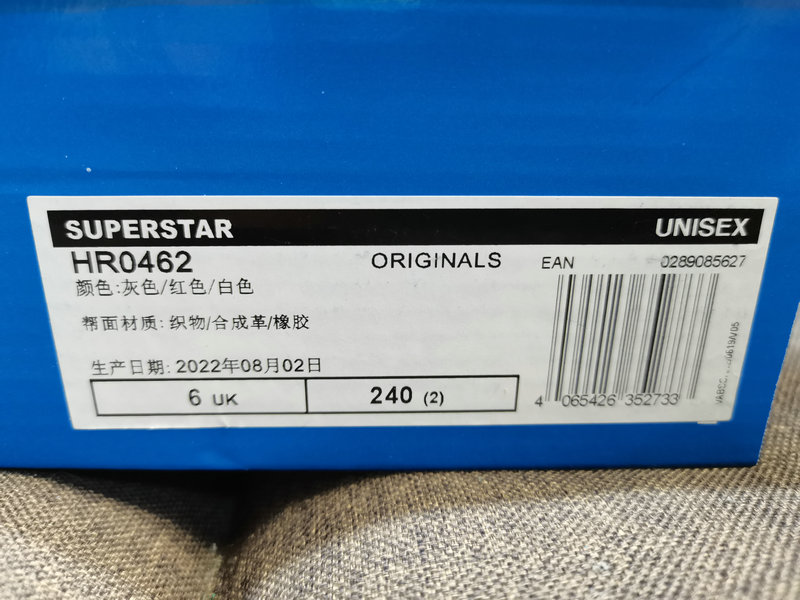 SUPERSTAR UNISEX
HR0462 ORIGINALS EAN 0289085627
颜色:灰色/红色/白色
帮面材质: 织物/合成革/橡胶
生产日期: 2022年08月02日
6 UK 240 (2)
4 065426 352733